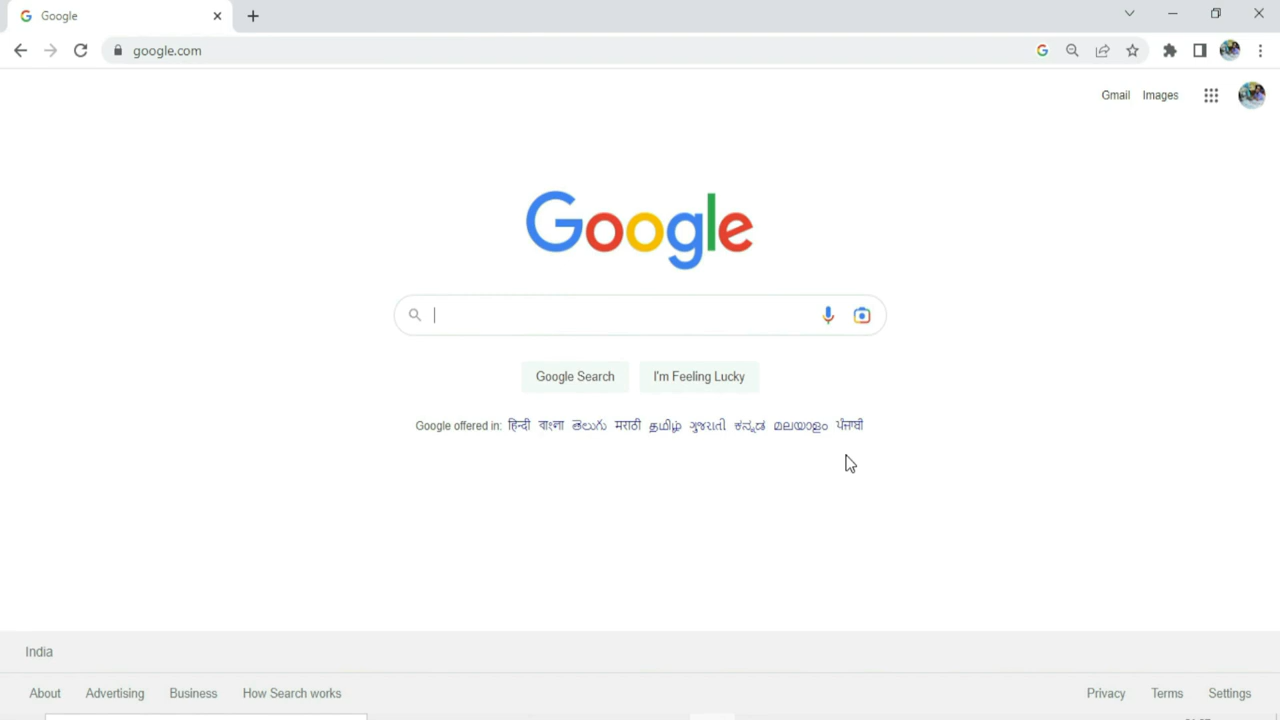 Google
google.com
Gmail Images
Google
Google Search I'm Feeling Lucky
Google offered in: हिन्दी বাংলা తెలుగు मराठी தமிழ் ગુજરાતી ಕನ್ನಡ മലയാളം ਪੰਜਾਬੀ
India
About Advertising Business How Search works Privacy Terms Settings